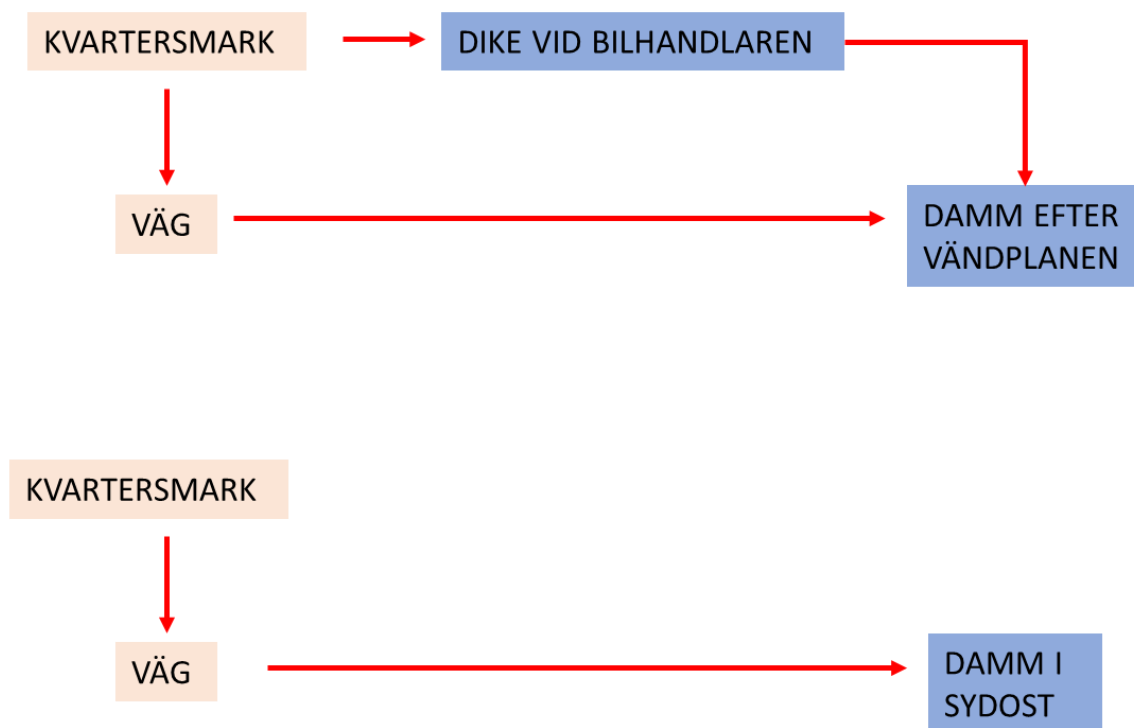 KVARTERSMARK
DIKE VID BILHANDLAREN
VÄG
DAMM EFTER
VÄNDPLANEN
KVARTERSMARK
VÄG
DAMM I
SYDOST